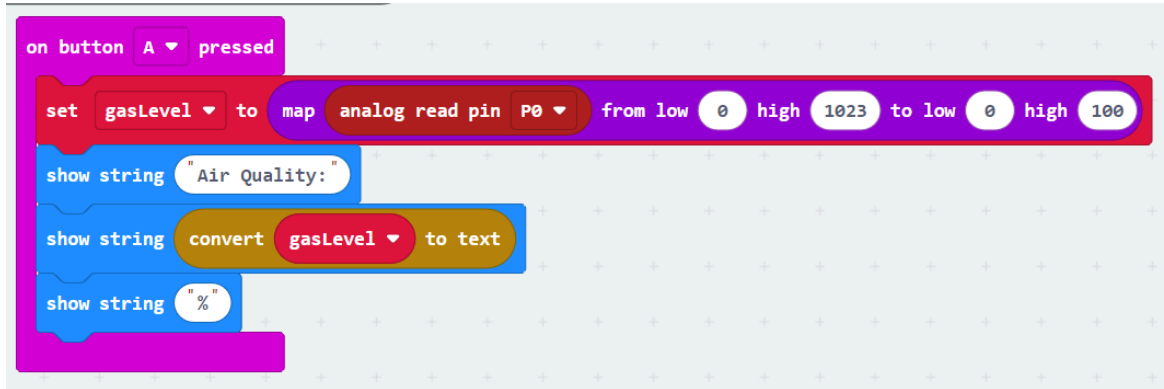 on button A pressed
set gasLevel to map analog read pin P0 from low 0 high 1023 to low 0 high 100
show string "Air Quality:"
show string convert gasLevel to text
show string "%"